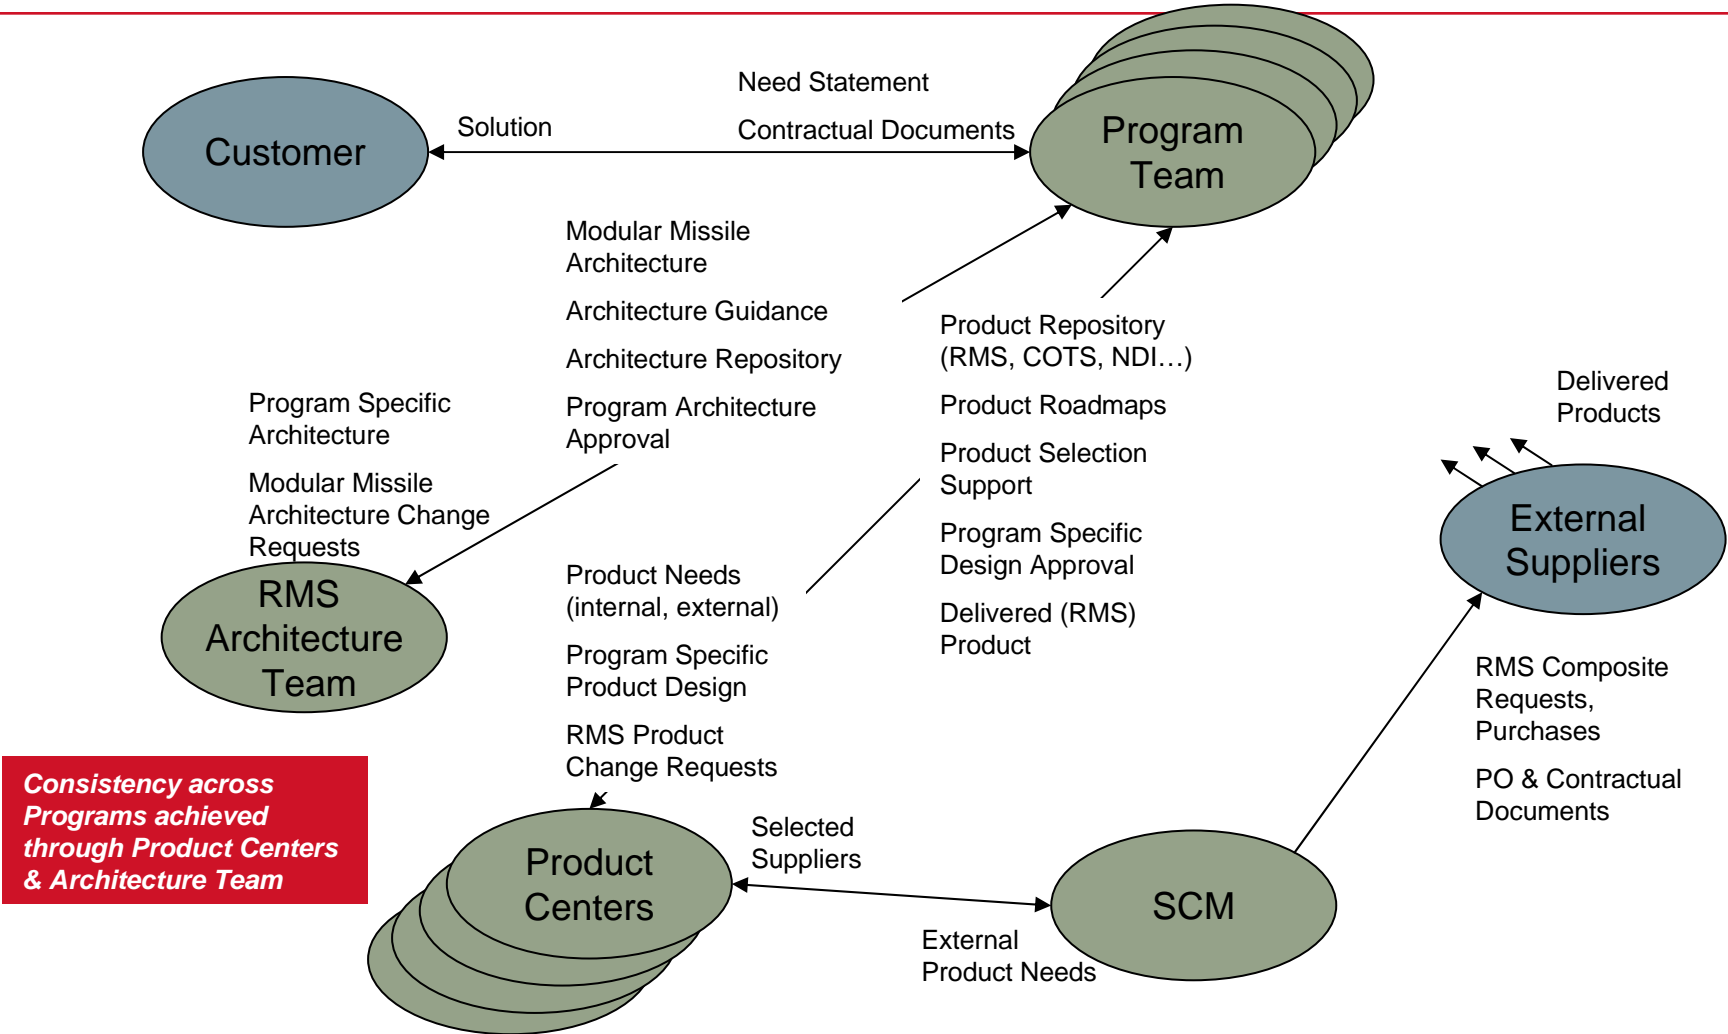 Need Statement
Contractual Documents
Solution
Customer
Program
Team
Modular Missile
Architecture
Architecture Guidance
Architecture Repository
Program Architecture
Approval
Product Repository
(RMS, COTS, NDI…)
Product Roadmaps
Product Selection
Support
Program Specific
Design Approval
Delivered (RMS)
Product
Delivered
Products
Program Specific
Architecture
Modular Missile
Architecture Change
Requests
External
Suppliers
RMS
Architecture
Team
Product Needs
(internal, external)
Program Specific
Product Design
RMS Product
Change Requests
RMS Composite
Requests,
Purchases
PO & Contractual
Documents
Consistency across
Programs achieved
through Product Centers
& Architecture Team
Product
Centers
Selected
Suppliers
SCM
External
Product Needs